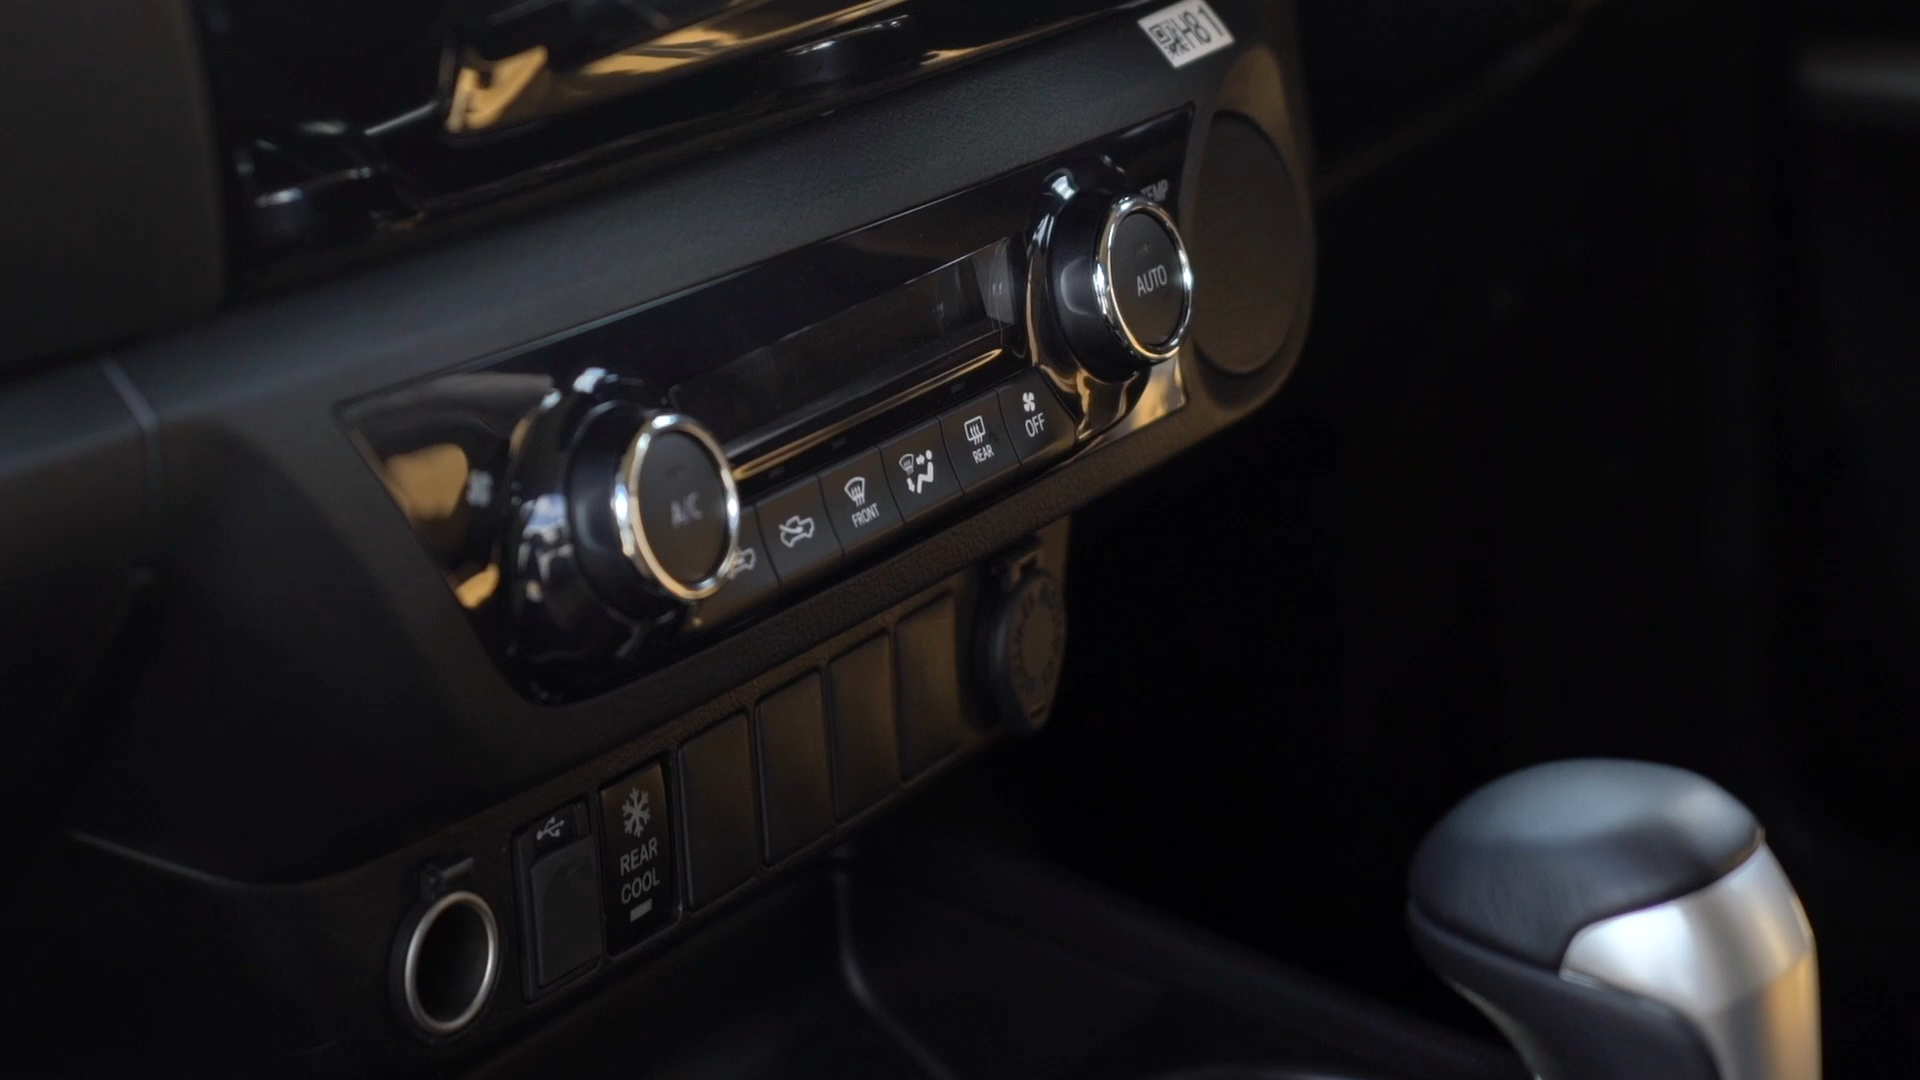 H81
TEMP
AUTO
OFF
REAR
FRONT
A/C
REAR
COOL